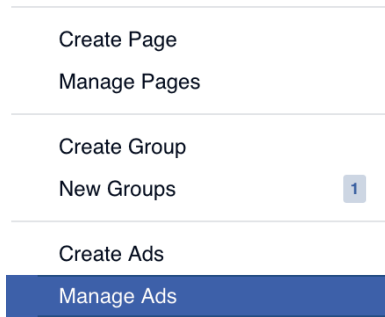 Create Page
Manage Pages
Create Group
New Groups 1
Create Ads
Manage Ads